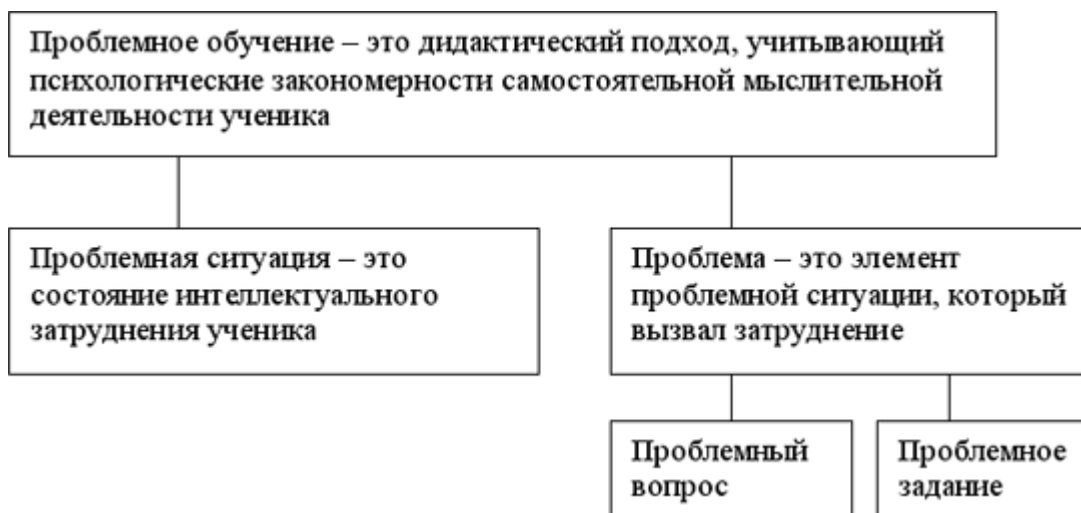 Проблемное обучение – это дидактический подход, учитывающий
психологические закономерности самостоятельной мыслительной
деятельности ученика
Проблемная ситуация – это
состояние интеллектуального
затруднения ученика
Проблема – это элемент
проблемной ситуации, который
вызвал затруднение
Проблемный
вопрос
Проблемное
задание